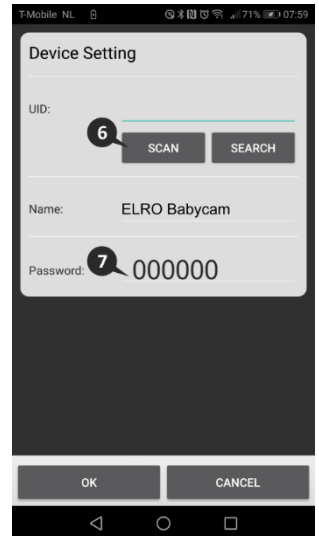 T-Mobile NL 71% 07:59
Device Setting
UID:
6
SCAN SEARCH
Name: ELRO Babycam
Password: 7 000000
OK CANCEL